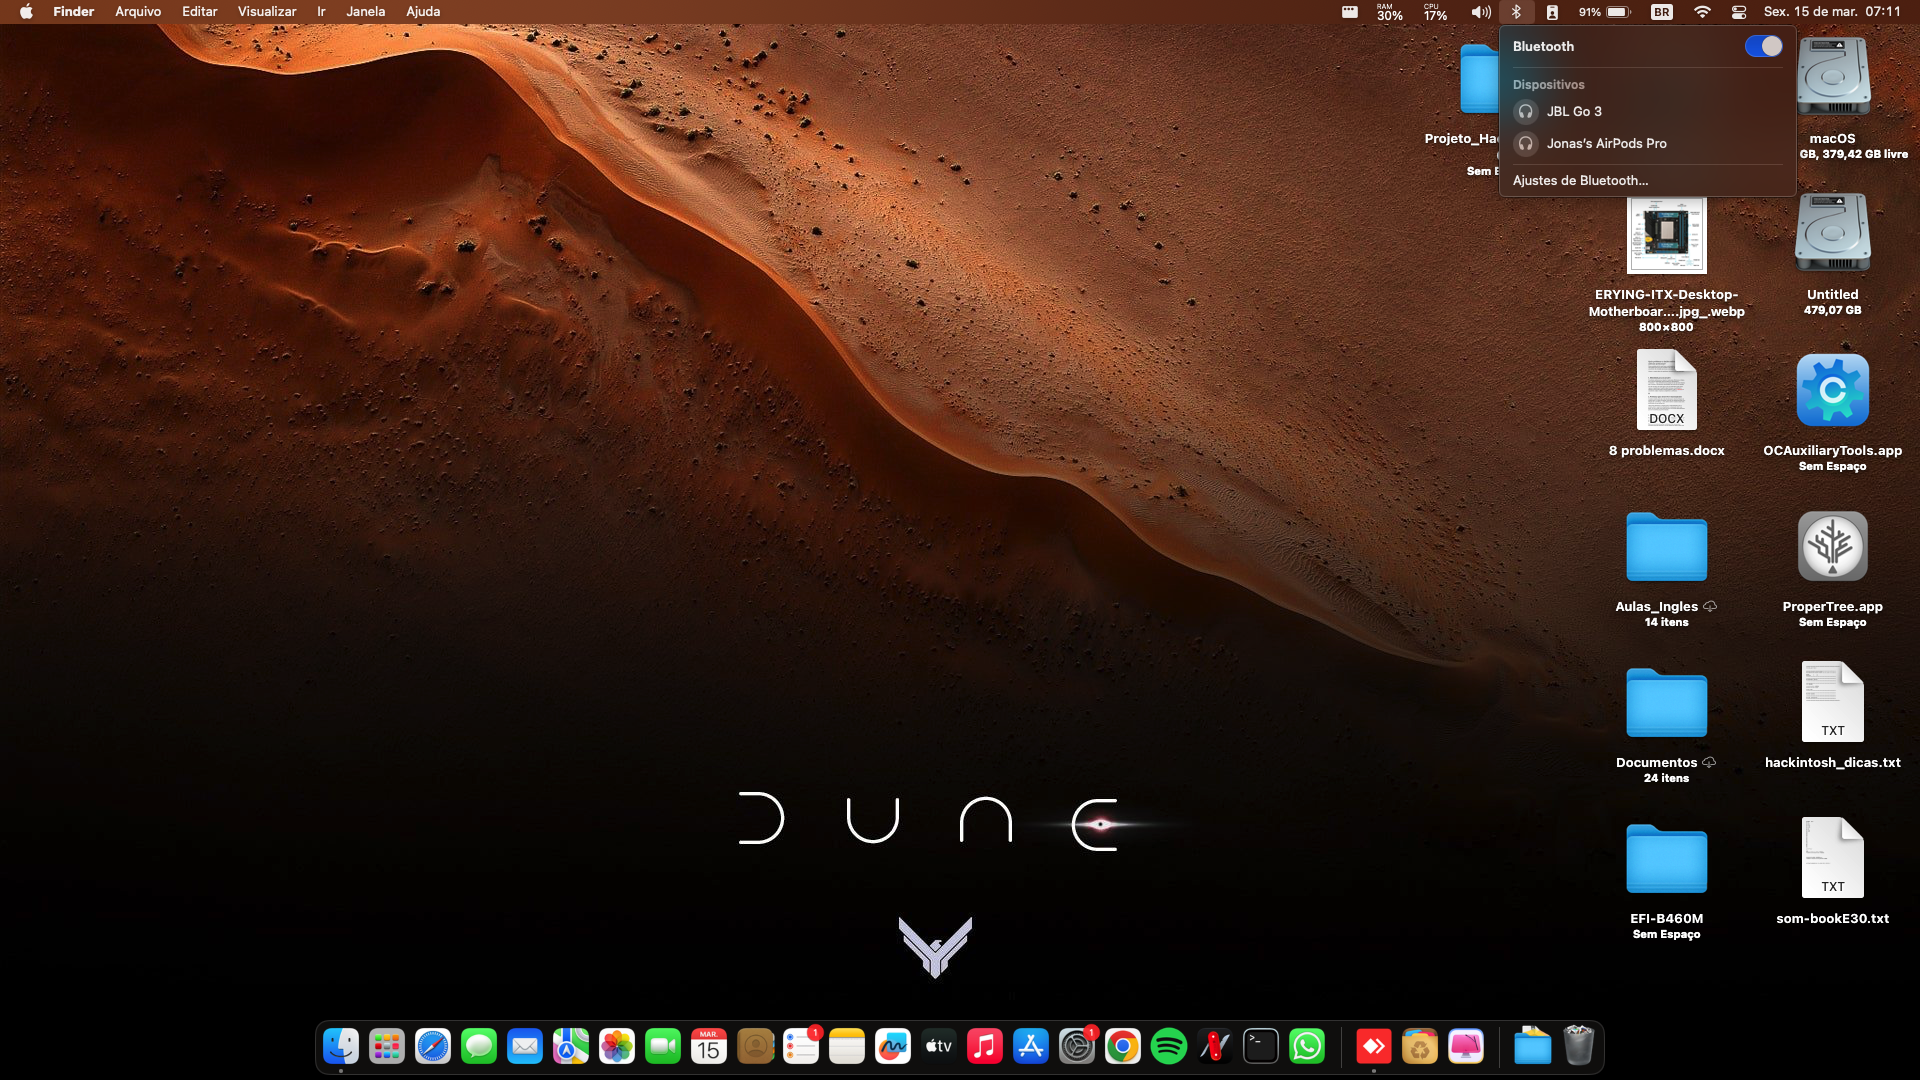 Finder Arquivo Editar Visualizar Ir Janela Ajuda
RAM 30% CPU 17% 91% BR Sex. 15 de mar. 07:11
Bluetooth
Dispositivos
JBL Go 3
Jonas's AirPods Pro
Ajustes de Bluetooth...
Projeto_Ha
Sem E
macOS
GB, 379,42 GB livre
ERYING-ITX-Desktop-
Motherboar....jpg_.webp
800×800
Untitled
479,07 GB
DOCX
8 problemas.docx
OCAuxiliaryTools.app
Sem Espaço
Aulas_Ingles
14 itens
ProperTree.app
Sem Espaço
Documentos
24 itens
TXT
hackintosh_dicas.txt
EFI-B460M
Sem Espaço
TXT
som-bookE30.txt
DUNE
MAR.
15
1
tv
1